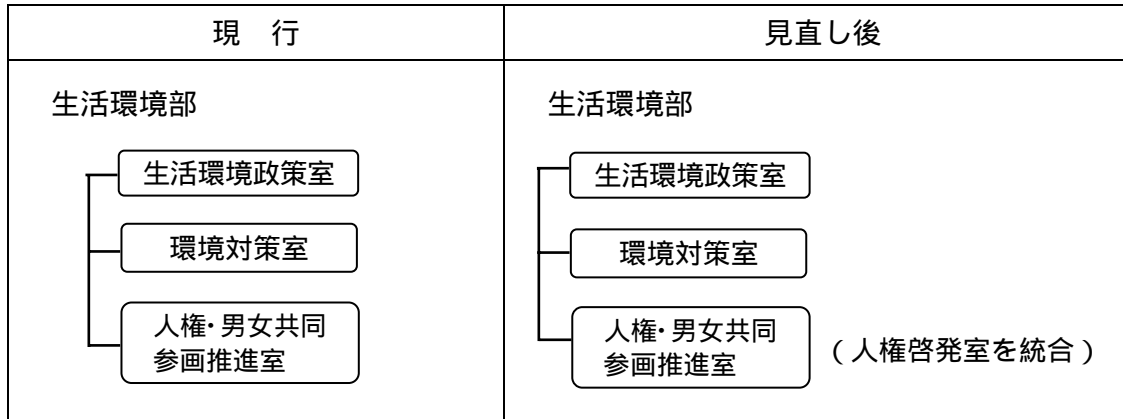 現　行
見直し後
生活環境部
生活環境政策室
環境対策室
人権・男女共同
参画推進室
生活環境部
生活環境政策室
環境対策室
人権・男女共同
参画推進室
（人権啓発室を統合）